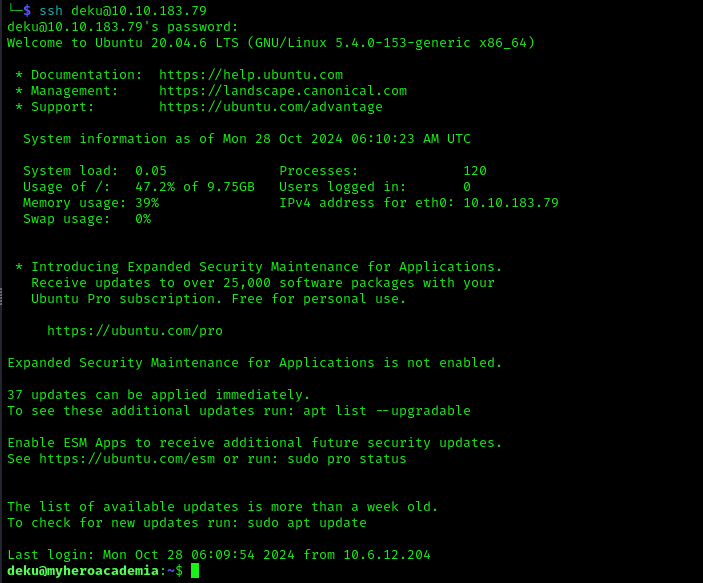 └─$ ssh deku@10.10.183.79
deku@10.10.183.79's password:
Welcome to Ubuntu 20.04.6 LTS (GNU/Linux 5.4.0-153-generic x86_64)
* Documentation:  https://help.ubuntu.com
* Management:     https://landscape.canonical.com
* Support:        https://ubuntu.com/advantage
System information as of Mon 28 Oct 2024 06:10:23 AM UTC
System load:  0.05              Processes:             120
Usage of /:   47.2% of 9.75GB   Users logged in:       0
Memory usage: 39%               IPv4 address for eth0: 10.10.183.79
Swap usage:   0%
* Introducing Expanded Security Maintenance for Applications.
Receive updates to over 25,000 software packages with your
Ubuntu Pro subscription. Free for personal use.
https://ubuntu.com/pro
Expanded Security Maintenance for Applications is not enabled.
37 updates can be applied immediately.
To see these additional updates run: apt list --upgradable
Enable ESM Apps to receive additional future security updates.
See https://ubuntu.com/esm or run: sudo pro status
The list of available updates is more than a week old.
To check for new updates run: sudo apt update
Last login: Mon Oct 28 06:09:54 2024 from 10.6.12.204
deku@myheroacademia:~$